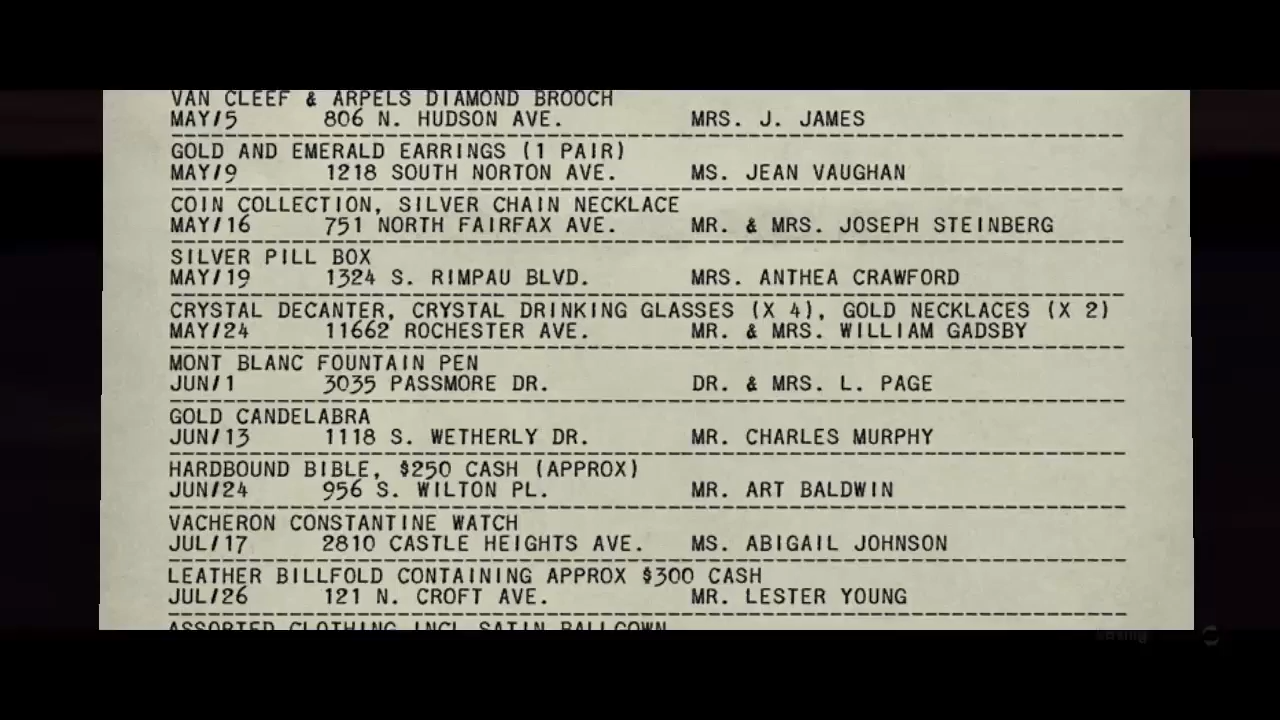 VAN CLEEF & ARPELS DIAMOND BROOCH
MAY/5 806 N. HUDSON AVE. MRS. J. JAMES
GOLD AND EMERALD EARRINGS (1 PAIR)
MAY/9 1218 SOUTH NORTON AVE. MS. JEAN VAUGHAN
COIN COLLECTION, SILVER CHAIN NECKLACE
MAY/16 751 NORTH FAIRFAX AVE. MR. & MRS. JOSEPH STEINBERG
SILVER PILL BOX
MAY/19 1324 S. RIMPAU BLVD. MRS. ANTHEA CRAWFORD
CRYSTAL DECANTER, CRYSTAL DRINKING GLASSES (X 4), GOLD NECKLACES (X 2)
MAY/24 11662 ROCHESTER AVE. MR. & MRS. WILLIAM GADSBY
MONT BLANC FOUNTAIN PEN
JUN/1 3035 PASSMORE DR. DR. & MRS. L. PAGE
GOLD CANDELABRA
JUN/13 1118 S. WETHERLY DR. MR. CHARLES MURPHY
HARDBOUND BIBLE, $250 CASH (APPROX)
JUN/24 956 S. WILTON PL. MR. ART BALDWIN
VACHERON CONSTANTINE WATCH
JUL/17 2810 CASTLE HEIGHTS AVE. MS. ABIGAIL JOHNSON
LEATHER BILLFOLD CONTAINING APPROX $300 CASH
JUL/26 121 N. CROFT AVE. MR. LESTER YOUNG
ASSORTED CLOTHING INCL SATIN BALLGOWN